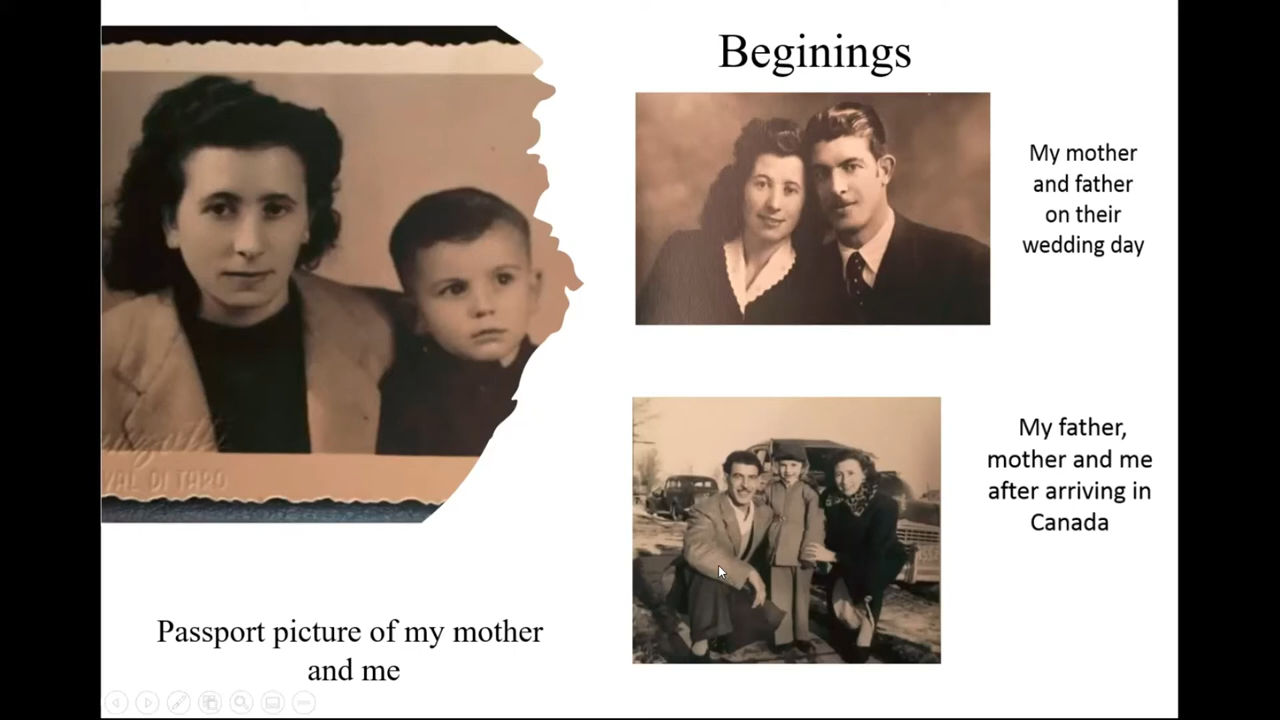 Beginings
My mother
and father
on their
wedding day
VAL DI TARO
My father,
mother and me
after arriving in
Canada
Passport picture of my mother
and me